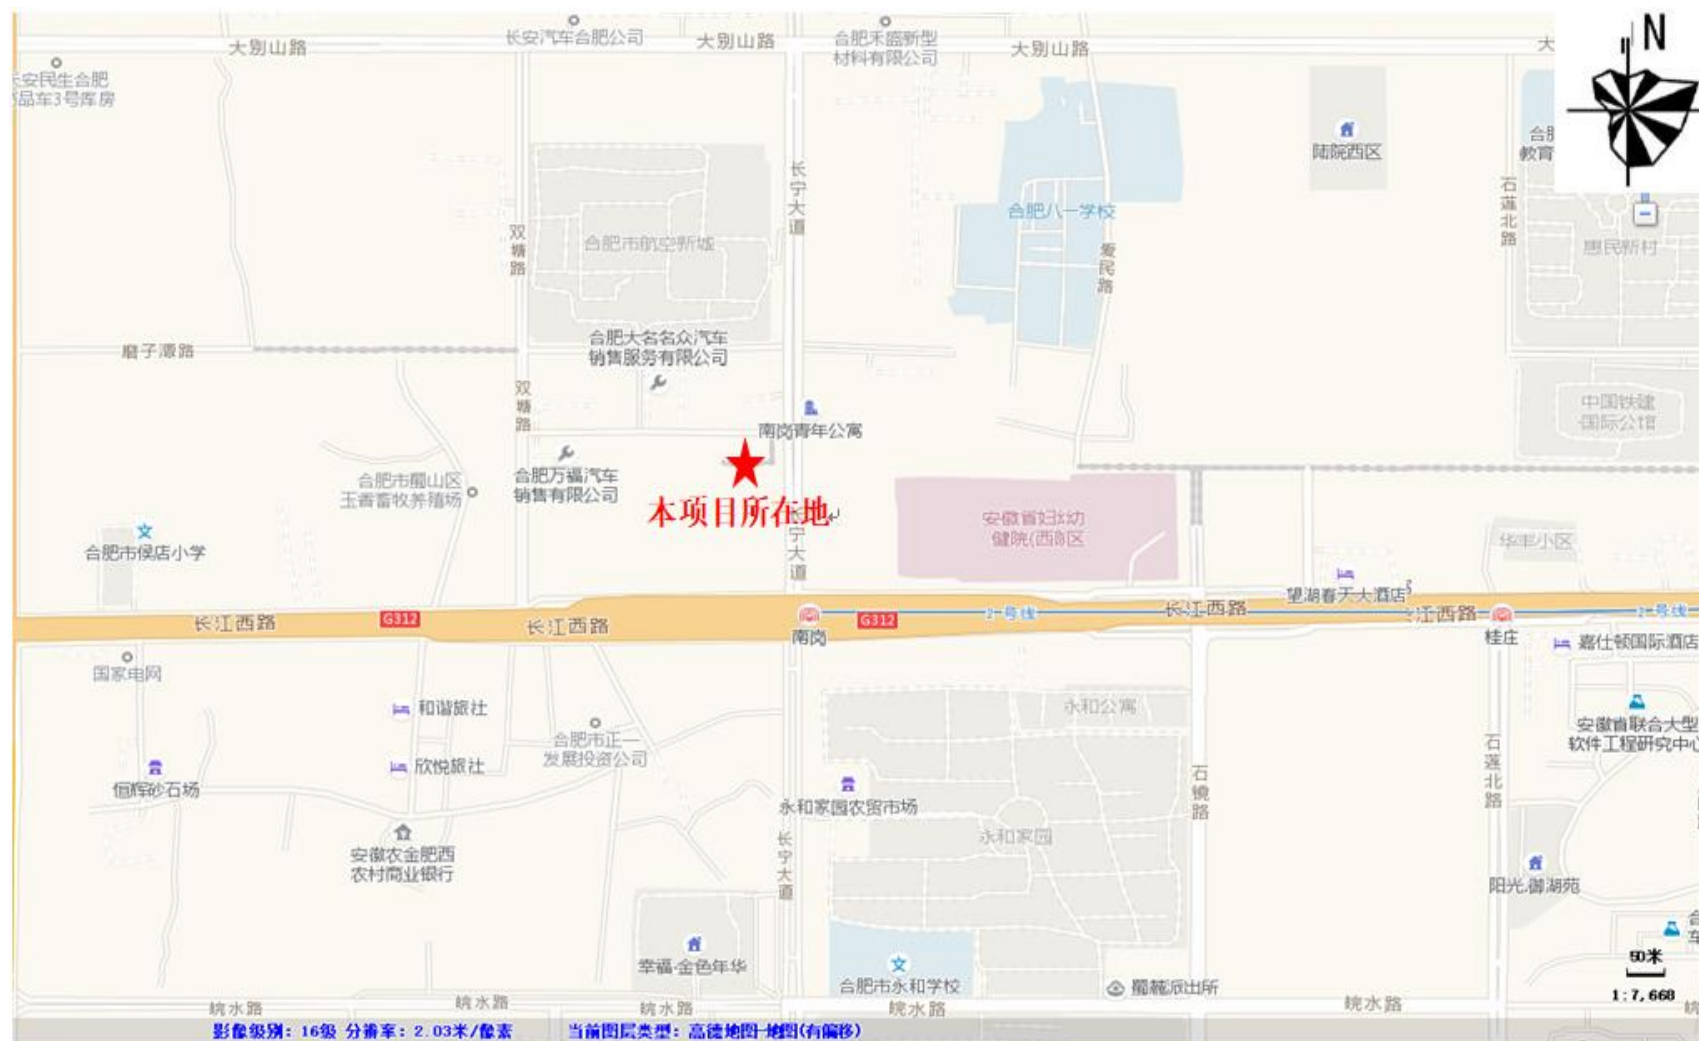 N
大别山路
长安汽车合肥公司
大别山路
合肥禾盛新型
材料有限公司
大别山路
长安民生合肥
品车3号库房
陆院西区
长宁大道
石莲北路
合肥八一学校
双塘路
合肥市航空新城
爱民路
惠民新村
合肥大名名众汽车
销售服务有限公司
磨子潭路
双塘路
中国铁建
国际公馆
南岗青年公寓
合肥万福汽车
销售有限公司
合肥市蜀山区
玉香畜牧养殖场
本项目所在地
长宁大道
安徽省妇幼
健院(西院区
合肥市侯店小学
华丰小区
望湖春天大酒店
长江西路
G312
长江西路
南岗
G312
2号线
长江西路
江西路
桂庄
2号线
嘉仕顿国际酒店
国家电网
和谐旅社
永和公寓
合肥市正一
发展投资公司
安徽省联合大型
软件工程研究中心
欣悦旅社
恒辉砂石场
石镜路
石莲北路
永和家园农贸市场
永和家园
安徽农金肥西
农村商业银行
长宁大道
阳光.御湖苑
幸福·金色年华
合肥市永和学校
蜀麓派出所
50米
1:7,668
皖水路
皖水路
皖水路
皖水路
皖水路
影像级别：16级 分辨率：2.03米/像素
当前图层类型：高德地图-地图(有偏移)